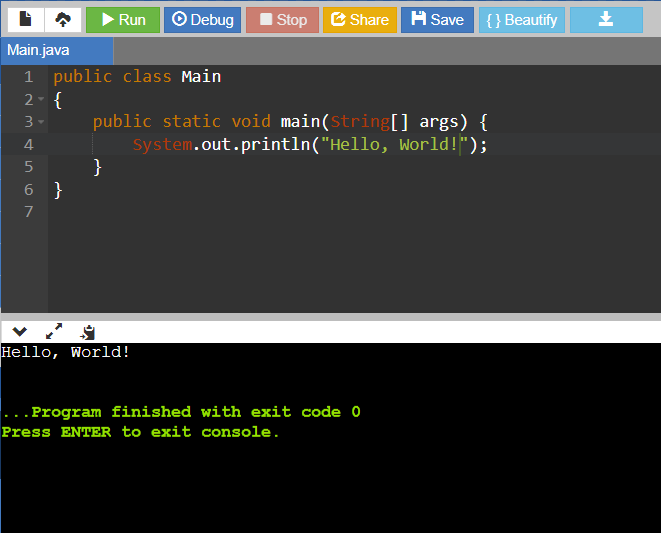 Run Debug Stop Share Save { } Beautify
Main.java
1 public class Main
2 {
3     public static void main(String[] args) {
4         System.out.println("Hello, World!");
5     }
6 }
7
Hello, World!
...Program finished with exit code 0
Press ENTER to exit console.